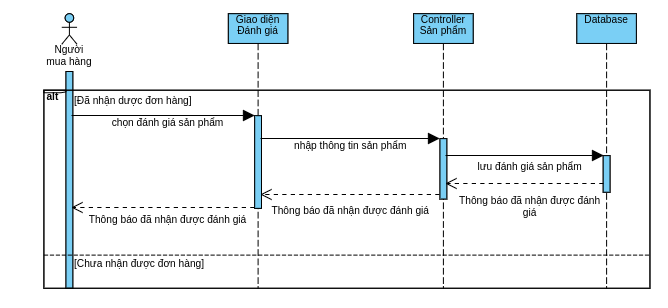 Người
mua hàng
Giao diện
Đánh giá
Controller
Sản phẩm
Database
alt
[Đã nhận dược đơn hàng]
chọn đánh giá sản phẩm
nhập thông tin sản phẩm
lưu đánh giá sản phẩm
Thông báo đã nhận được đánh
giá
Thông báo đã nhận được đánh giá
Thông báo đã nhận được đánh giá
[Chưa nhận được đơn hàng]